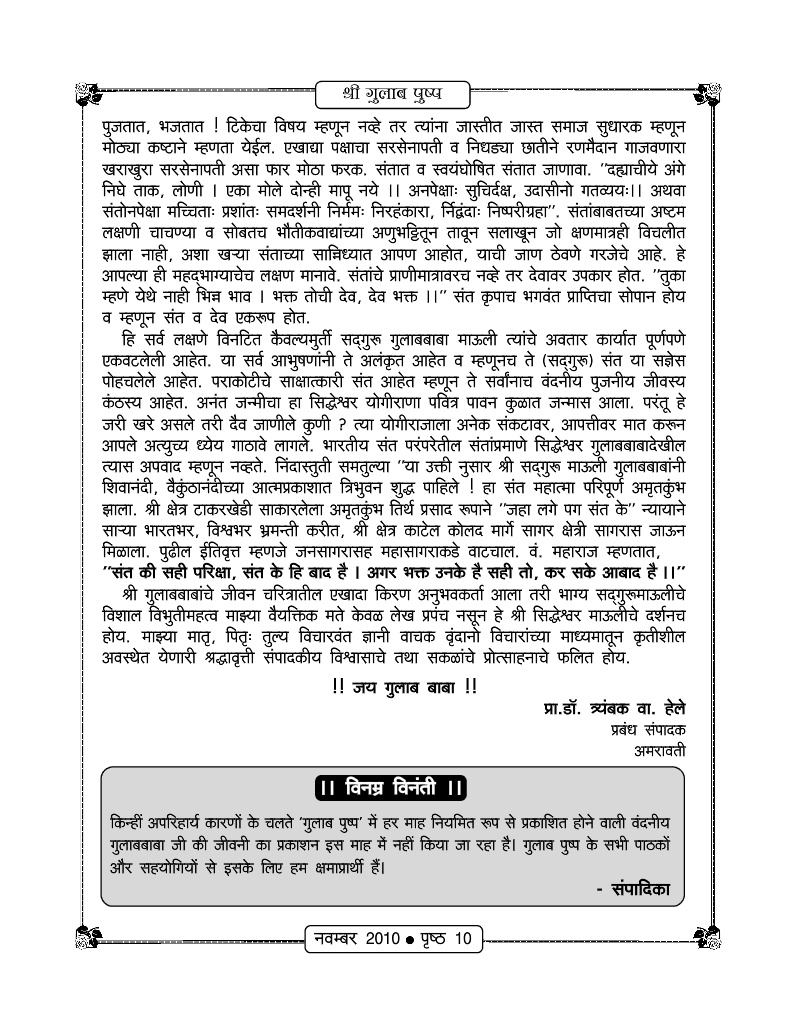 श्री गुलाब पुष्प
पुजतात, भजतात ! टिकेचा विषय म्हणून नव्हे तर त्यांना जास्तीत जास्त समाज सुधारक म्हणून
मोठ्या कष्टाने म्हणता येईल. एखाद्या पक्षाचा सरसेनापती व निधड्या छातीने रणमैदान गाजवणारा
खराखुरा सरसेनापती असा फार मोठा फरक. संतात व स्वयंघोषित संतात जाणावा. ''दह्याचीये अंगे
निघे ताक, लोणी । एका मोले दोन्ही मापू नये ।। अनपेक्षाः सुचिर्दक्ष, उदासीनो गतव्ययः।। अथवा
संतोनपेक्षा मच्चिताः प्रशांतः समदर्शनी निर्ममः निरहंकारा, र्निद्वंदाः निष्परीग्रहा''. संतांबाबतच्या अष्टम
लक्षणी चाचण्या व सोबतच भौतीकवाद्यांच्या अणुभट्टितून तावून सलाखून जो क्षणमात्रही विचलीत
झाला नाही, अशा खऱ्या संताच्या सान्निध्यात आपण आहोत, याची जाण ठेवणे गरजेचे आहे. हे
आपल्या ही महद्‌भाग्याचेच लक्षण मानावे. संतांचे प्राणीमात्रावरच नव्हे तर देवावर उपकार होत. ''तुका
म्हणे येथे नाही भिन्न भाव । भक्त तोची देव, देव भक्त ।।'' संत कृपाच भगवंत प्राप्तिचा सोपान होय
व म्हणून संत व देव एकरूप होत.
हि सर्व लक्षणे विनटित कैवल्यमुर्ती सद्‌गुरू गुलाबबाबा माऊली त्यांचे अवतार कार्यात पूर्णपणे
एकवटलेली आहेत. या सर्व आभुषणांनी ते अलंकृत आहेत व म्हणूनच ते (सद्‌गुरू) संत या सज्ञेस
पोहचलेले आहेत. पराकोटीचे साक्षात्कारी संत आहेत म्हणून ते सर्वांनाच वंदनीय पुजनीय जीवस्य
कंठस्य आहेत. अनंत जन्मीचा हा सिद्धेश्वर योगीराणा पवित्र पावन कुळात जन्मास आला. परंतू हे
जरी खरे असले तरी दैव जाणीले कुणी ? त्या योगीराजाला अनेक संकटावर, आपत्तीवर मात करून
आपले अत्युच्य ध्येय गाठावे लागले. भारतीय संत परंपरेतील संतांप्रमाणे सिद्धेश्वर गुलाबबाबादेखील
त्यास अपवाद म्हणून नव्हते. निंदास्तुती समतुल्या ''या उक्ती नुसार श्री सद्‌गुरू माऊली गुलाबबाबांनी
शिवानंदी, वैकुंठानंदीच्या आत्मप्रकाशात त्रिभुवन शुद्ध पाहिले ! हा संत महात्मा परिपूर्ण अमृतकुंभ
झाला. श्री क्षेत्र टाकरखेडी साकारलेला अमृतकुंभ तिर्थ प्रसाद रूपाने ''जहा लगे पग संत के'' न्यायाने
साऱ्या भारतभर, विश्वभर भ्रमन्ती करीत, श्री क्षेत्र काटेल कोलद मार्गे सागर क्षेत्री सागरास जाऊन
मिळाला. पुढील ईतिवृत्त म्हणजे जनसागरासह महासागराकडे वाटचाल. वं. महाराज म्हणतात,
''संत की सही परिक्षा, संत के हि बाद है । अगर भक्त उनके है सही तो, कर सके आबाद है ।।''
श्री गुलाबबाबांचे जीवन चरित्रातील एखादा किरण अनुभवकर्ता आला तरी भाग्य सद्‌गुरूमाऊलीचे
विशाल विभुतीमहत्व माझ्या वैयक्तिक मते केवळ लेख प्रपंच नसून हे श्री सिद्धेश्वर माऊलीचे दर्शनच
होय. माझ्या मातृ, पितृः तुल्य विचारवंत ज्ञानी वाचक वृंदानो विचारांच्या माध्यमातून कृतीशील
अवस्थेत येणारी श्रद्धावृत्ती संपादकीय विश्वासाचे तथा सकळांचे प्रोत्साहनाचे फलित होय.
!! जय गुलाब बाबा !!
प्रा.डॉ. त्र्यंबक वा. हेले
प्रबंध संपादक
अमरावती
।। विनम्र विनंती ।।
किन्हीं अपरिहार्य कारणों के चलते 'गुलाब पुष्प' में हर माह नियमित रूप से प्रकाशित होने वाली वंदनीय
गुलाबबाबा जी की जीवनी का प्रकाशन इस माह में नहीं किया जा रहा है। गुलाब पुष्प के सभी पाठकों
और सहयोगियों से इसके लिए हम क्षमाप्रार्थी हैं।
- संपादिका
नवम्बर 2010 ● पृष्ठ 10